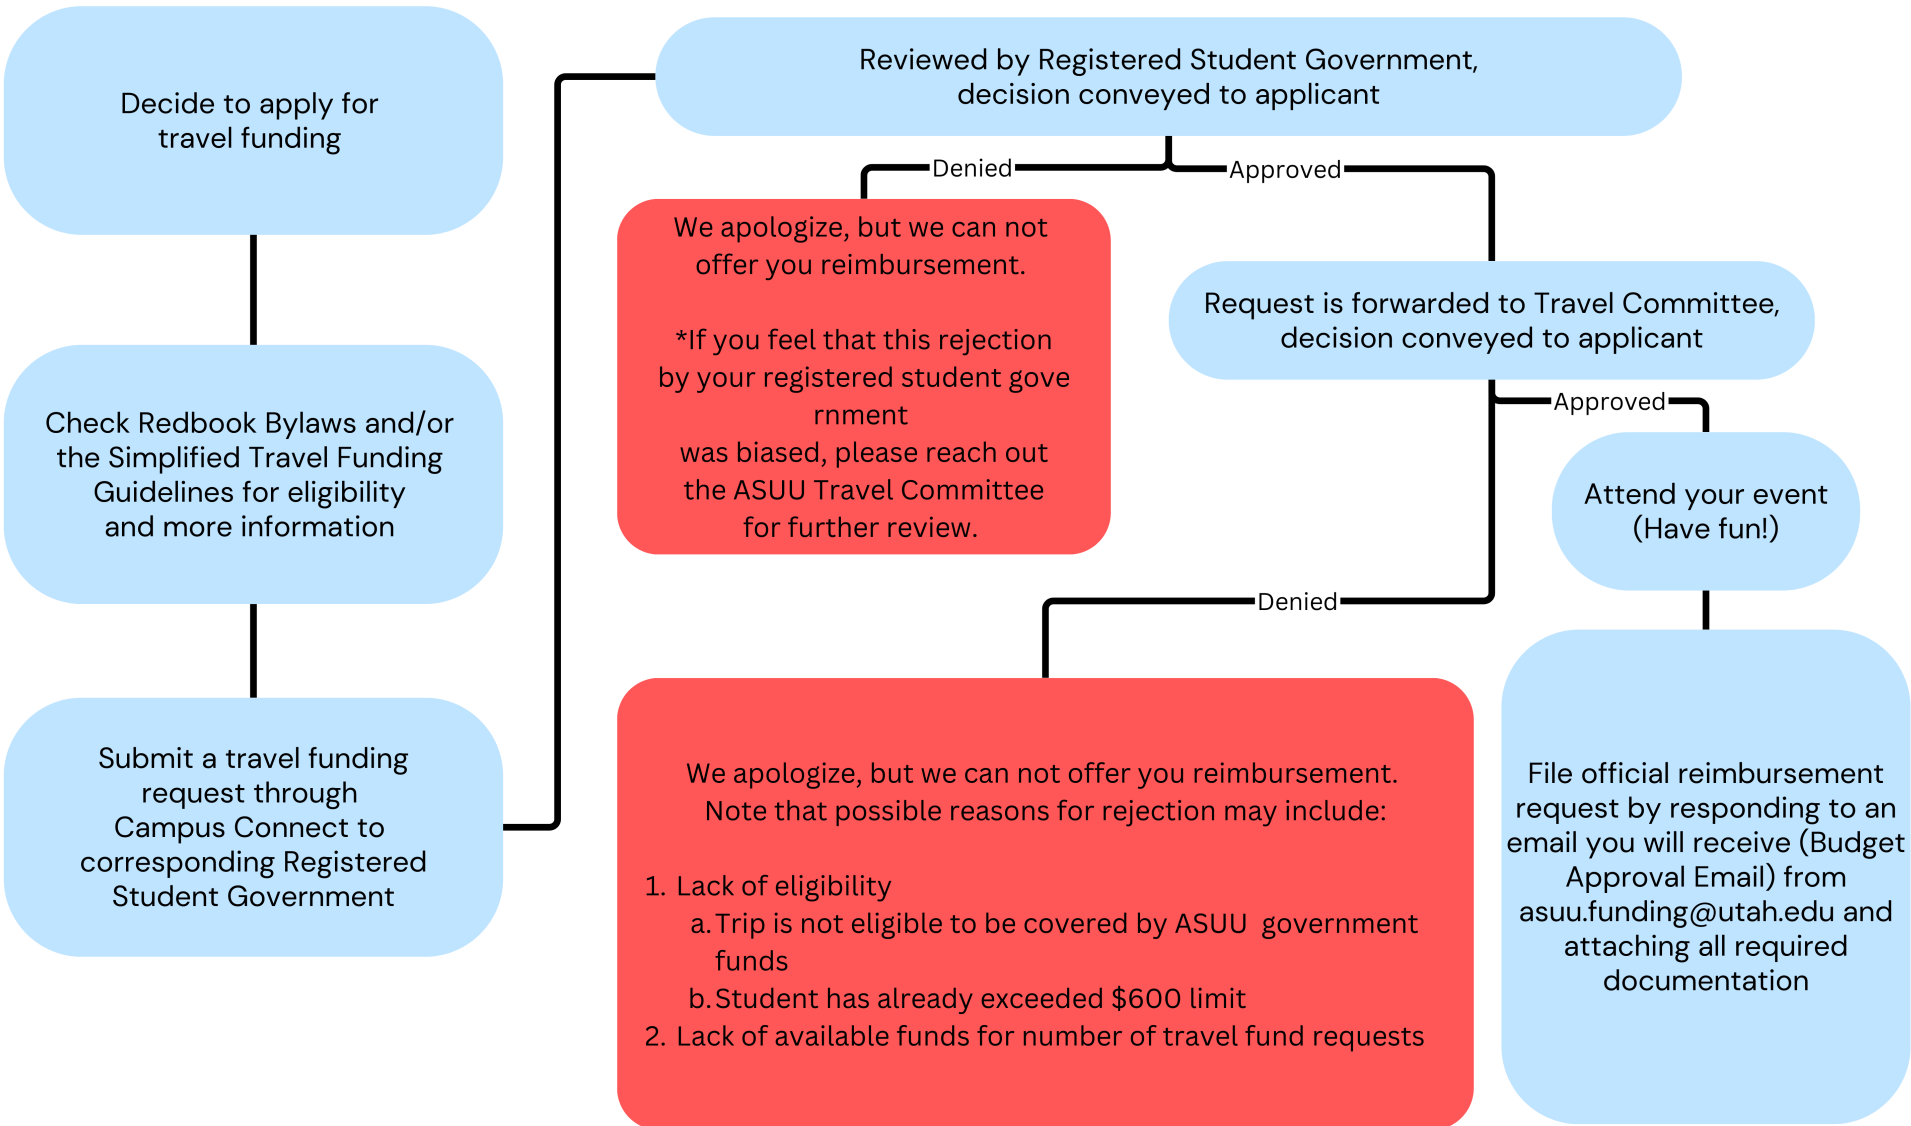 Decide to apply for
travel funding
Check Redbook Bylaws and/or
the Simplified Travel Funding
Guidelines for eligibility
and more information
Submit a travel funding
request through
Campus Connect to
corresponding Registered
Student Government
Reviewed by Registered Student Government,
decision conveyed to applicant
Denied
Approved
We apologize, but we can not
offer you reimbursement.
*If you feel that this rejection
by your registered student gove
rnment
was biased, please reach out
the ASUU Travel Committee
for further review.
Request is forwarded to Travel Committee,
decision conveyed to applicant
Approved
Attend your event
(Have fun!)
Denied
We apologize, but we can not offer you reimbursement.
Note that possible reasons for rejection may include:
1. Lack of eligibility
a. Trip is not eligible to be covered by ASUU government
funds
b. Student has already exceeded $600 limit
2. Lack of available funds for number of travel fund requests
File official reimbursement
request by responding to an
email you will receive (Budget
Approval Email) from
asuu.funding@utah.edu and
attaching all required
documentation